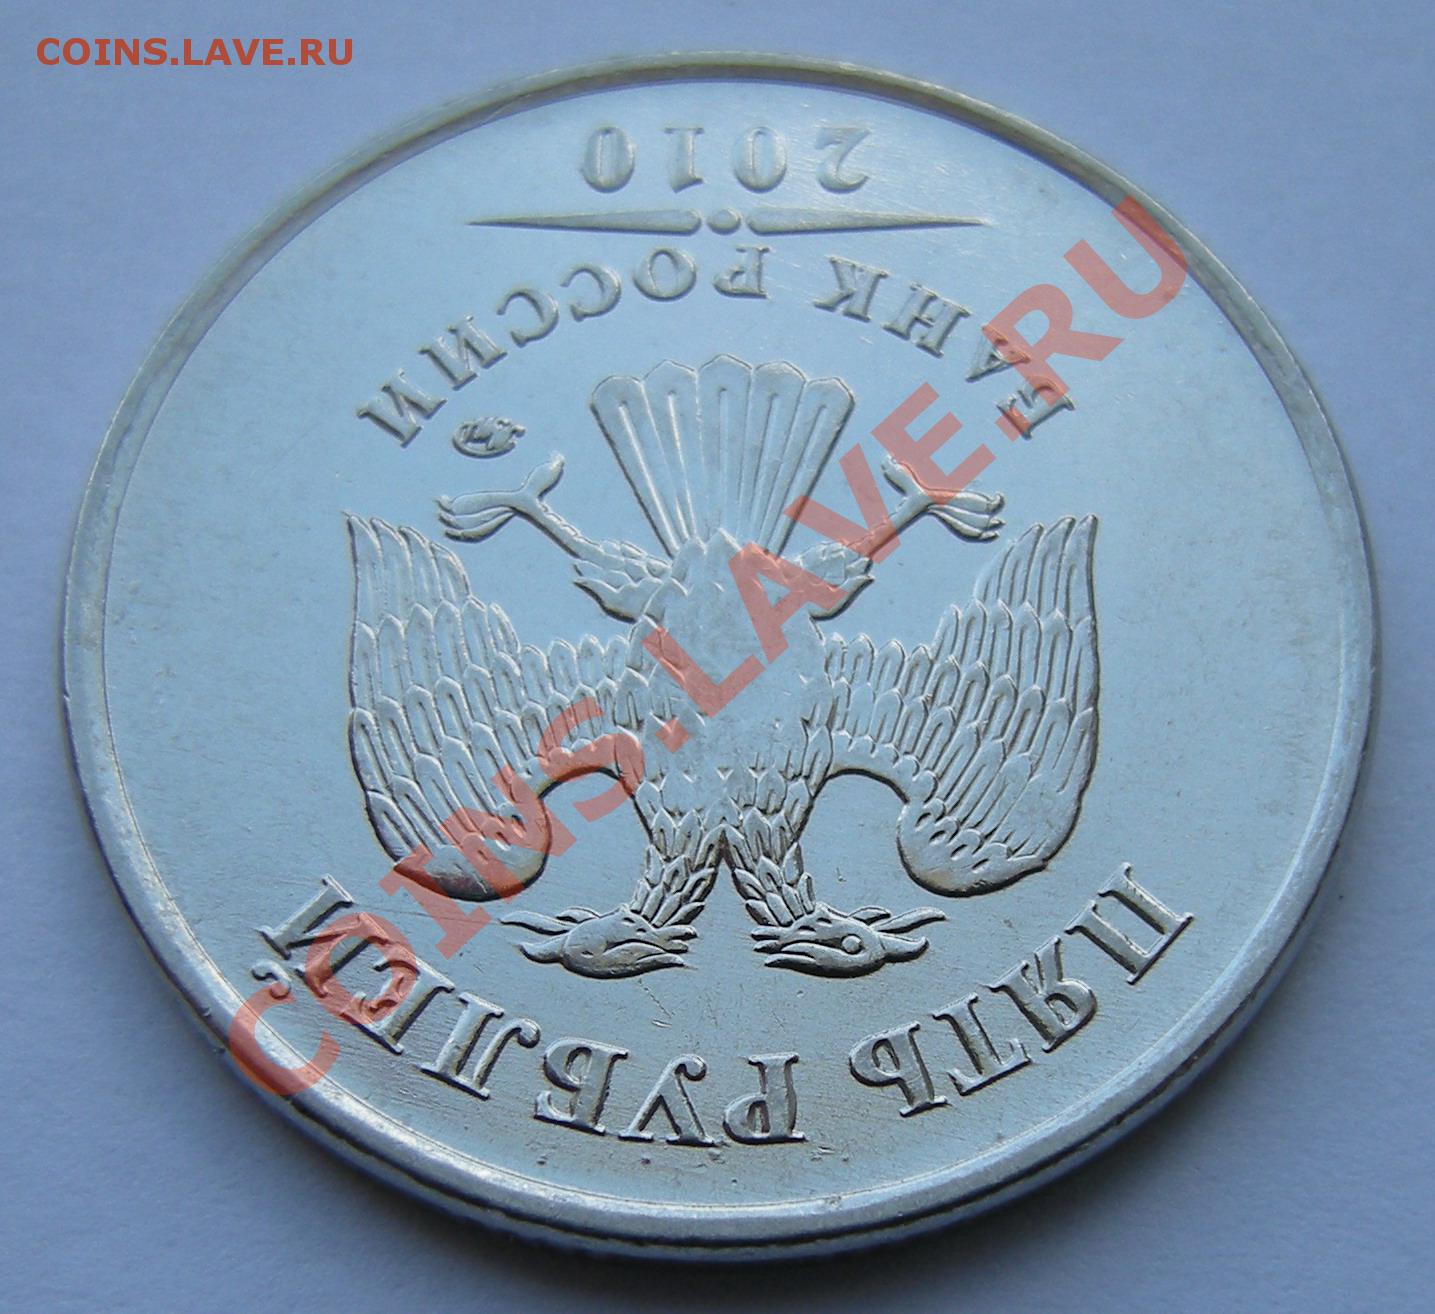 COINS.LAVE.RU
ПЯТЬ РУБЛЕЙ
БАНК РОССИИ
2010
COINS.LAVE.RU